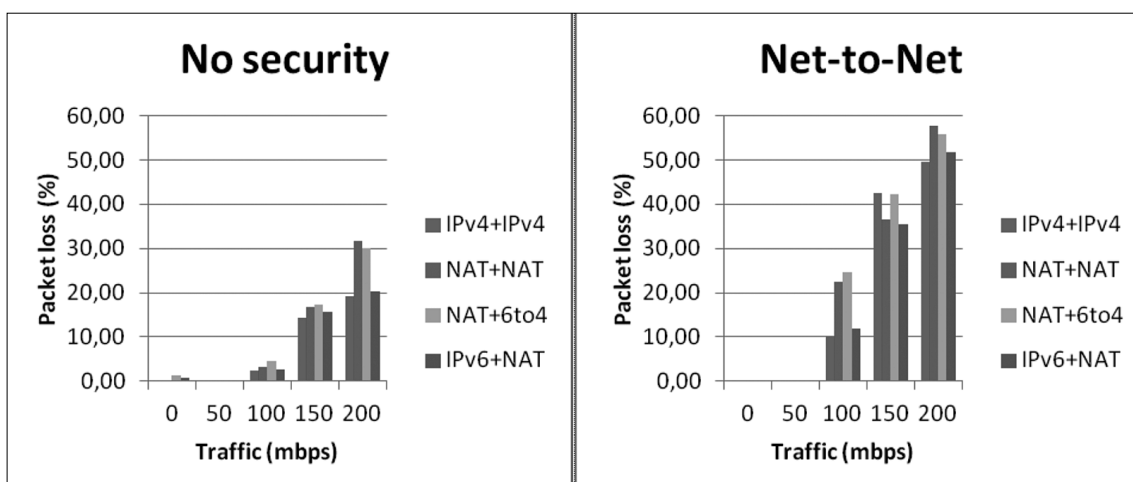 No security
Packet loss (%)
60,00
50,00
40,00
30,00
20,00
10,00
0,00
0 50 100 150 200
Traffic (mbps)
IPv4+IPv4
NAT+NAT
NAT+6to4
IPv6+NAT
Net-to-Net
Packet loss (%)
60,00
50,00
40,00
30,00
20,00
10,00
0,00
0 50 100 150 200
Traffic (mbps)
IPv4+IPv4
NAT+NAT
NAT+6to4
IPv6+NAT